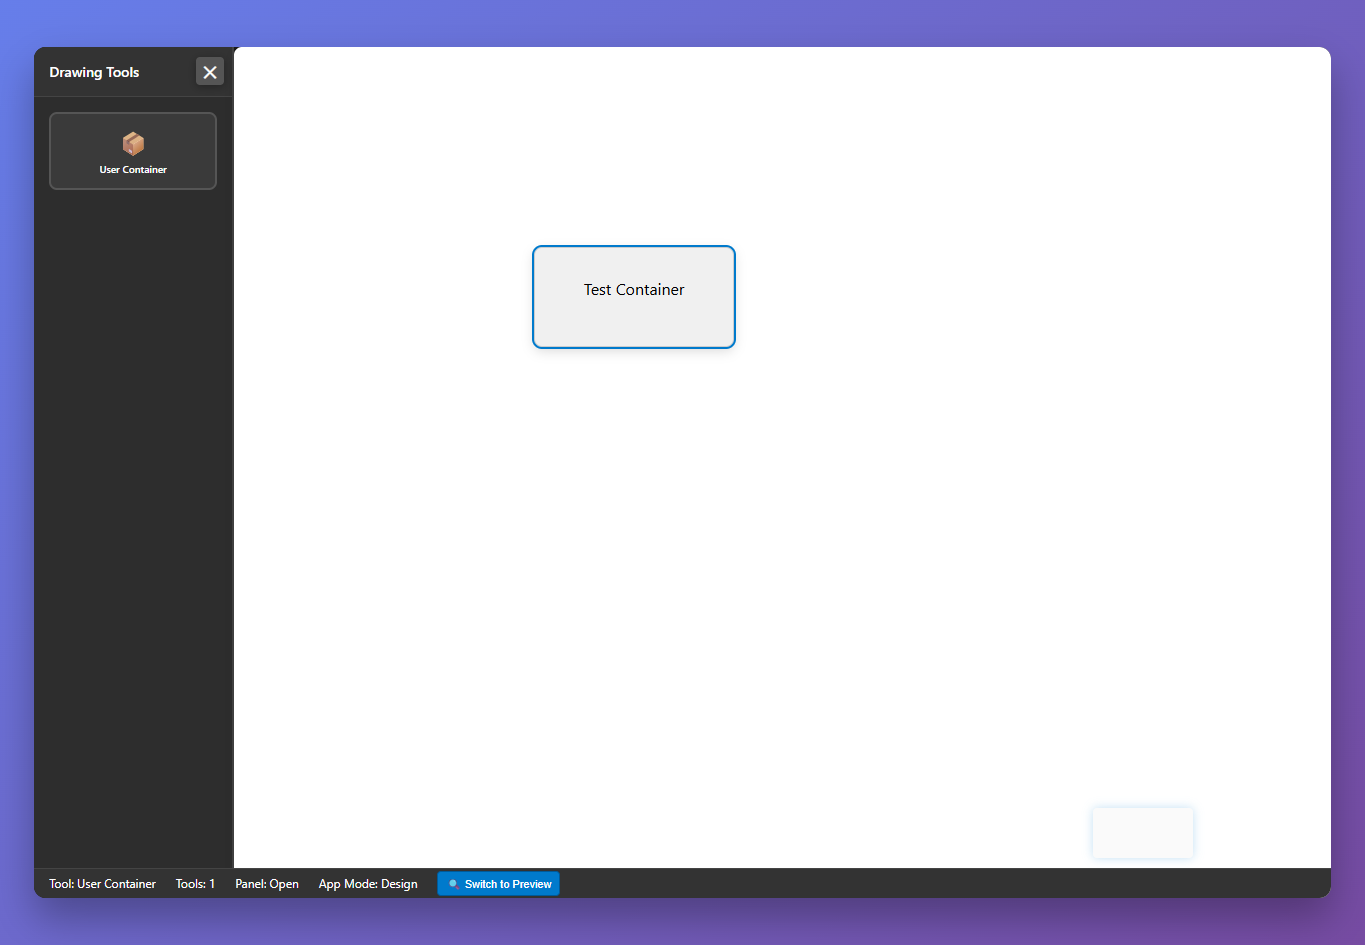 Drawing Tools
User Container
Test Container
Tool: User Container Tools: 1 Panel: Open App Mode: Design Switch to Preview